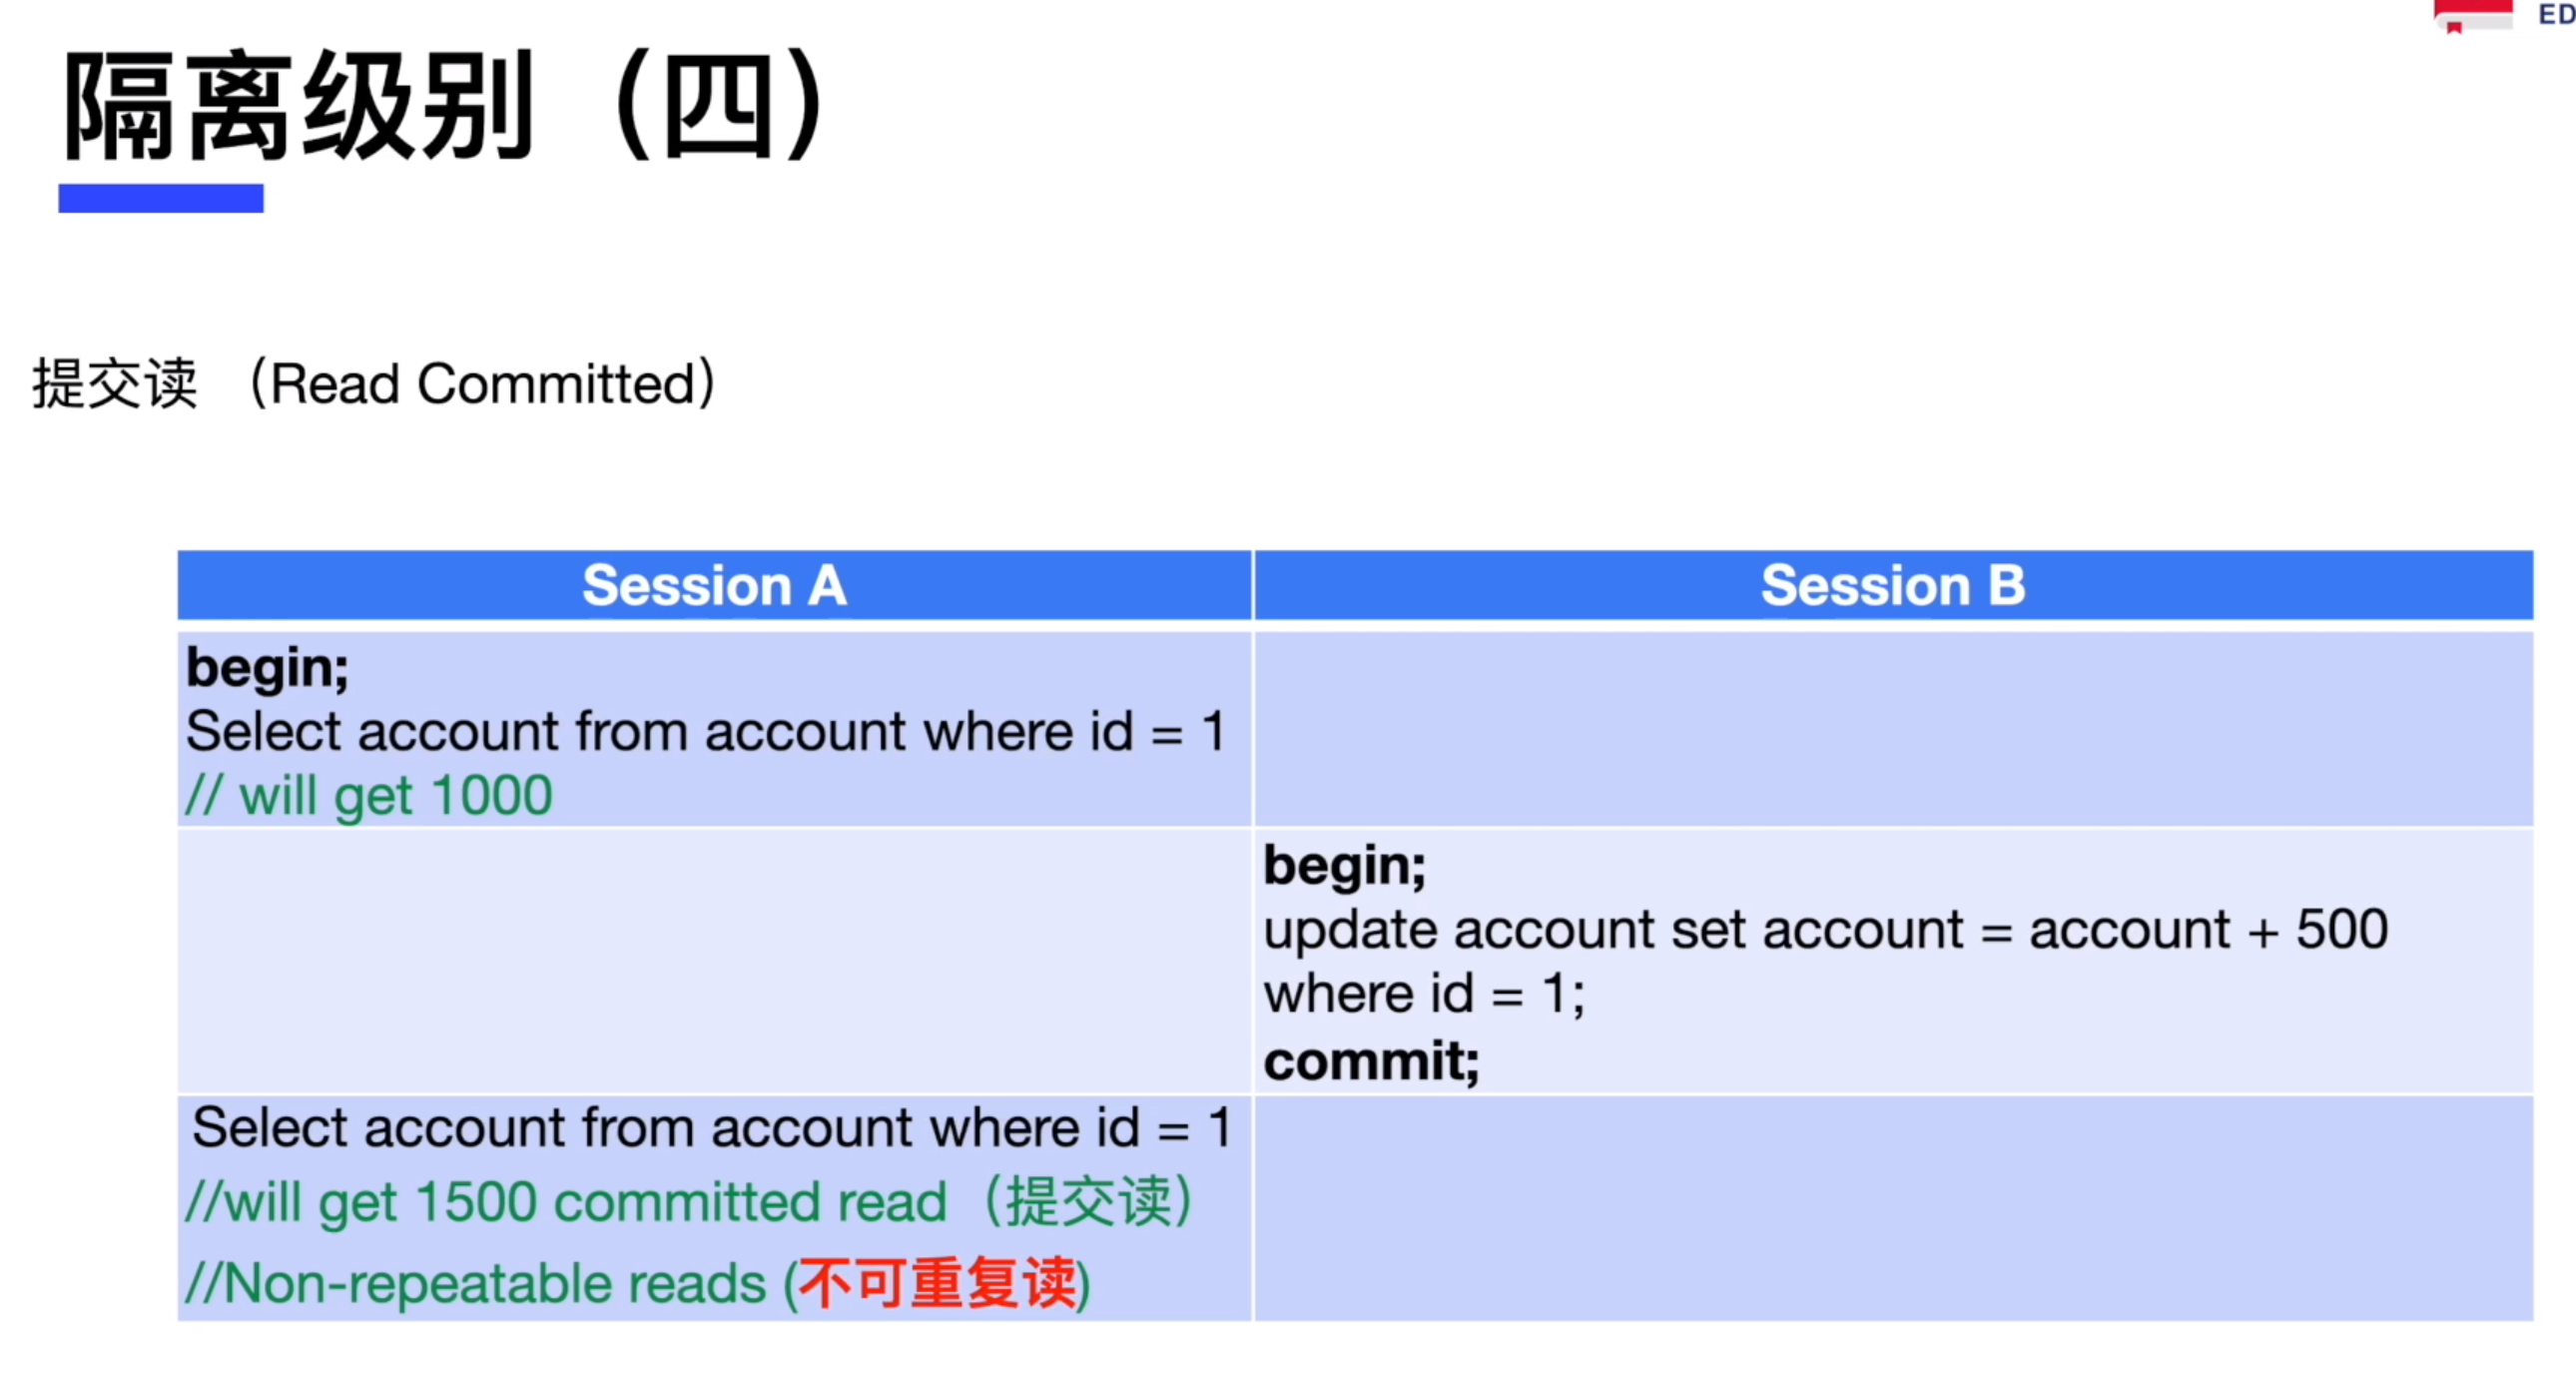 ED
隔离级别（四）
提交读 （Read Committed）
Session A
Session B
begin;
Select account from account where id = 1
// will get 1000
begin;
update account set account = account + 500
where id = 1;
commit;
Select account from account where id = 1
//will get 1500 committed read（提交读）
//Non-repeatable reads (不可重复读)